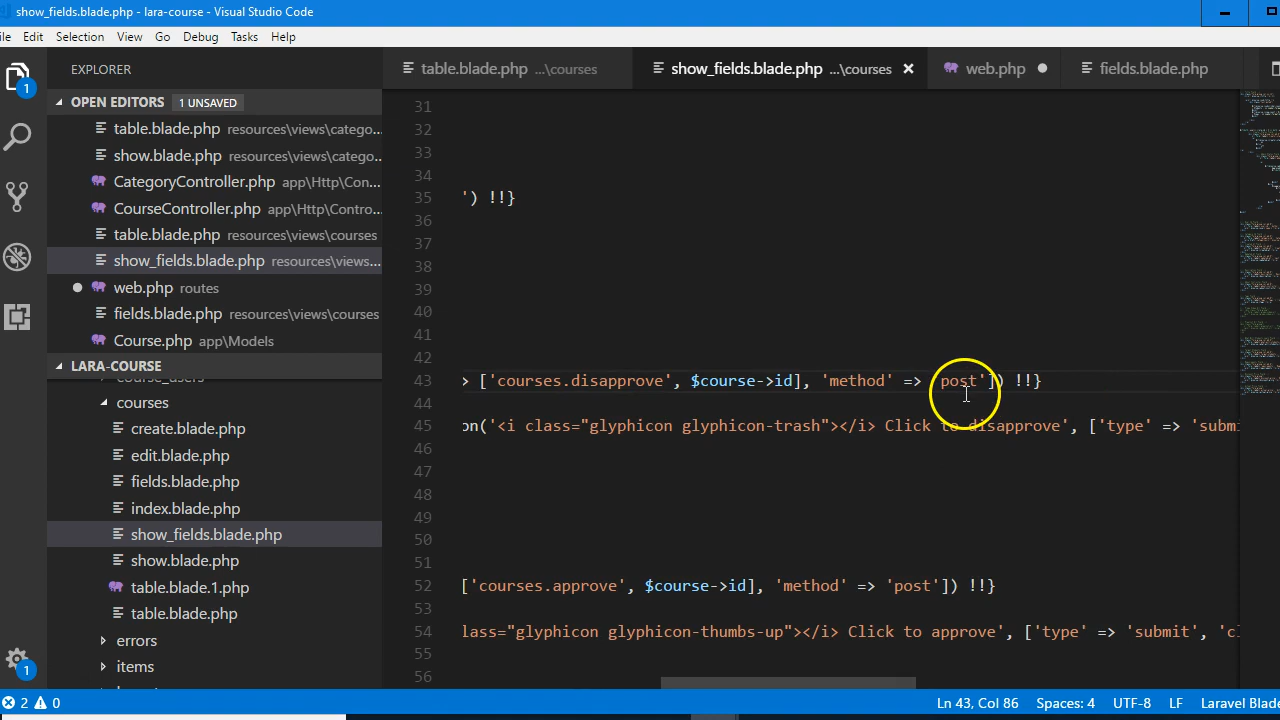 show_fields.blade.php - lara-course - Visual Studio Code
ile Edit Selection View Go Debug Tasks Help
EXPLORER
table.blade.php ...\courses
show_fields.blade.php ...\courses
web.php
fields.blade.php
1
OPEN EDITORS 1 UNSAVED
table.blade.php resources\views\catego...
show.blade.php resources\views\catego...
CategoryController.php app\Http\Con...
CourseController.php app\Http\Contro...
table.blade.php resources\views\courses
show_fields.blade.php resources\views...
web.php routes
fields.blade.php resources\views\courses
Course.php app\Models
LARA-COURSE
course_users
courses
create.blade.php
edit.blade.php
fields.blade.php
index.blade.php
show_fields.blade.php
show.blade.php
table.blade.1.php
table.blade.php
errors
items
1
31
32
33
34
35 ') !!}
36
37
38
39
40
41
42
43 > ['courses.disapprove', $course->id], 'method' => 'post']) !!}
44
45 on('<i class="glyphicon glyphicon-trash"></i> Click to disapprove', ['type' => 'submi
46
47
48
49
50
51
52 ['courses.approve', $course->id], 'method' => 'post']) !!}
53
54 lass="glyphicon glyphicon-thumbs-up"></i> Click to approve', ['type' => 'submit', 'cl
55
56
2 0
Ln 43, Col 86 Spaces: 4 UTF-8 LF Laravel Blade